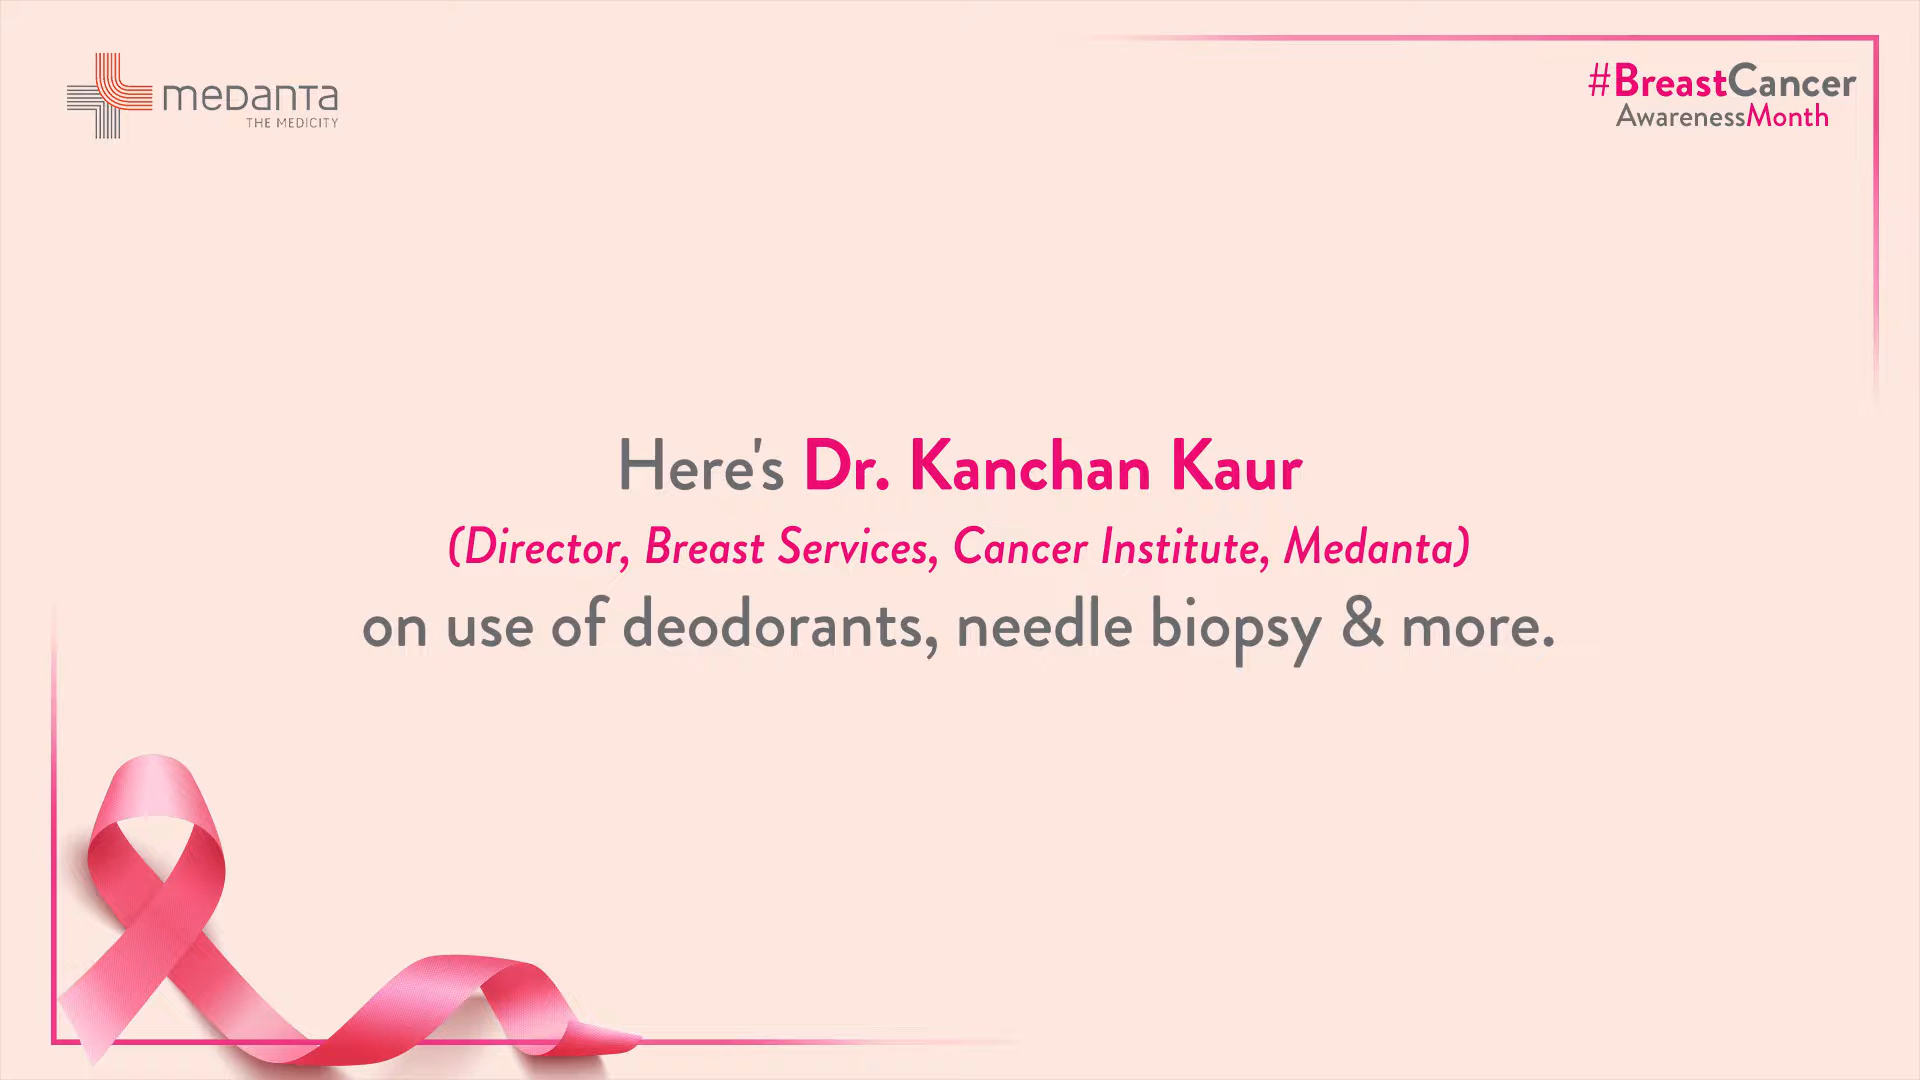 medanta
THE MEDICITY
#BreastCancer
AwarenessMonth
Here's Dr. Kanchan Kaur
(Director, Breast Services, Cancer Institute, Medanta)
on use of deodorants, needle biopsy & more.